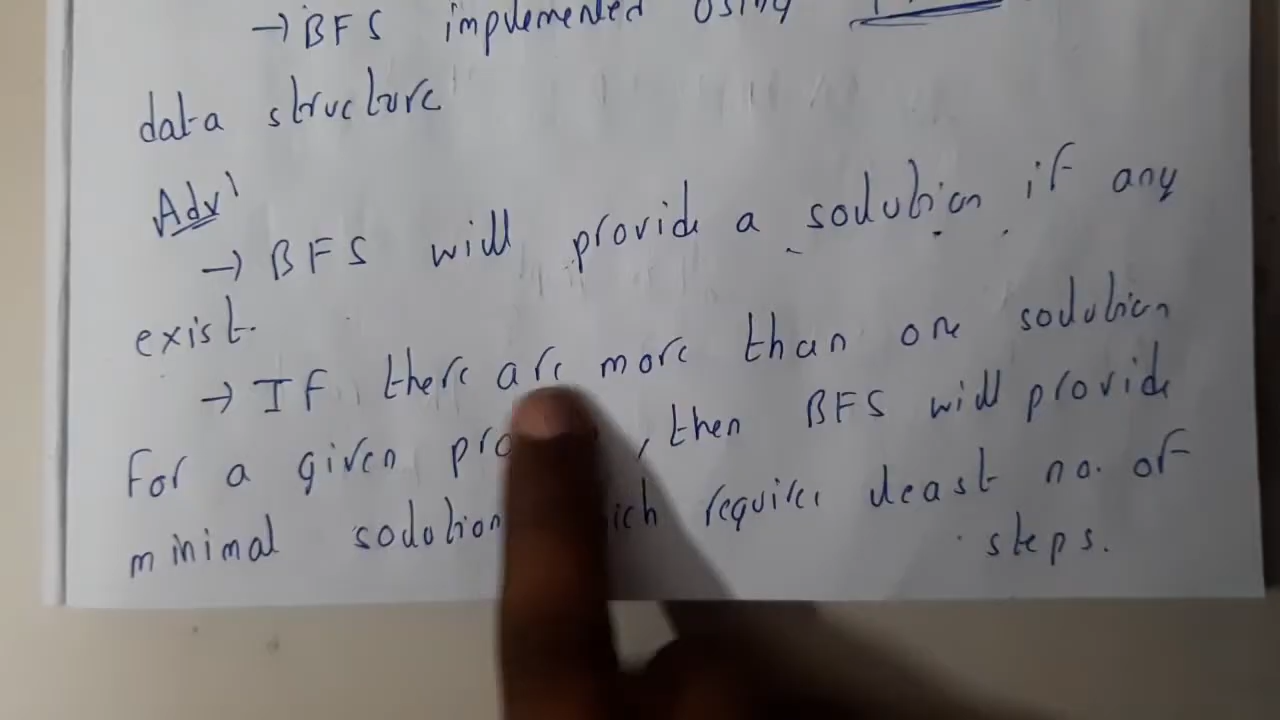 → BFS implemented using
data structure
Adv'
→ BFS will provide a solution if any
exist.
→ IF there are more than one solution
For a given , then BFS will provide
minimal solution require least no. of
steps.